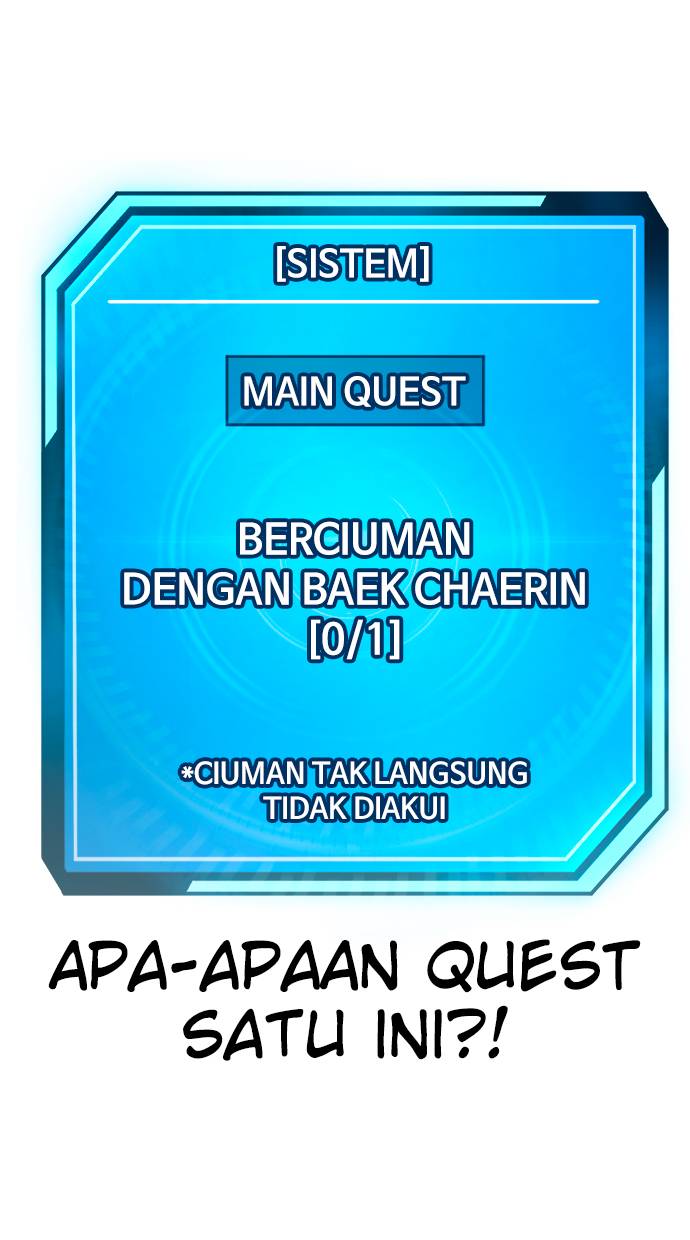 [SISTEM]
MAIN QUEST
BERCIUMAN
DENGAN BAEK CHAERIN
[0/1]
*CIUMAN TAK LANGSUNG
TIDAK DIAKUI
APA-APAAN QUEST
SATU INI?!